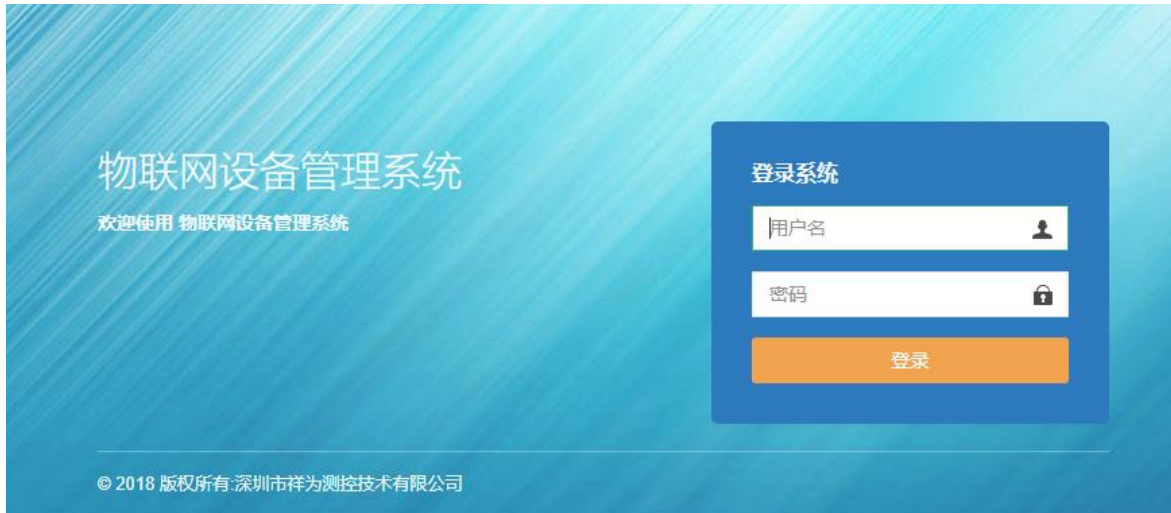 物联网设备管理系统
欢迎使用 物联网设备管理系统
登录系统
用户名
密码
登录
© 2018 版权所有:深圳市祥为测控技术有限公司